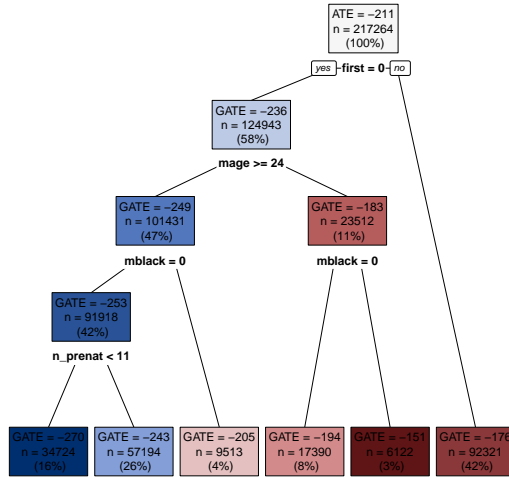 ATE = −211
n = 217264
(100%)
yes
first = 0
no
GATE = −236
n = 124943
(58%)
mage >= 24
GATE = −249
n = 101431
(47%)
GATE = −183
n = 23512
(11%)
mblack = 0
mblack = 0
GATE = −253
n = 91918
(42%)
n_prenat < 11
GATE = −270
n = 34724
(16%)
GATE = −243
n = 57194
(26%)
GATE = −205
n = 9513
(4%)
GATE = −194
n = 17390
(8%)
GATE = −151
n = 6122
(3%)
GATE = −176
n = 92321
(42%)